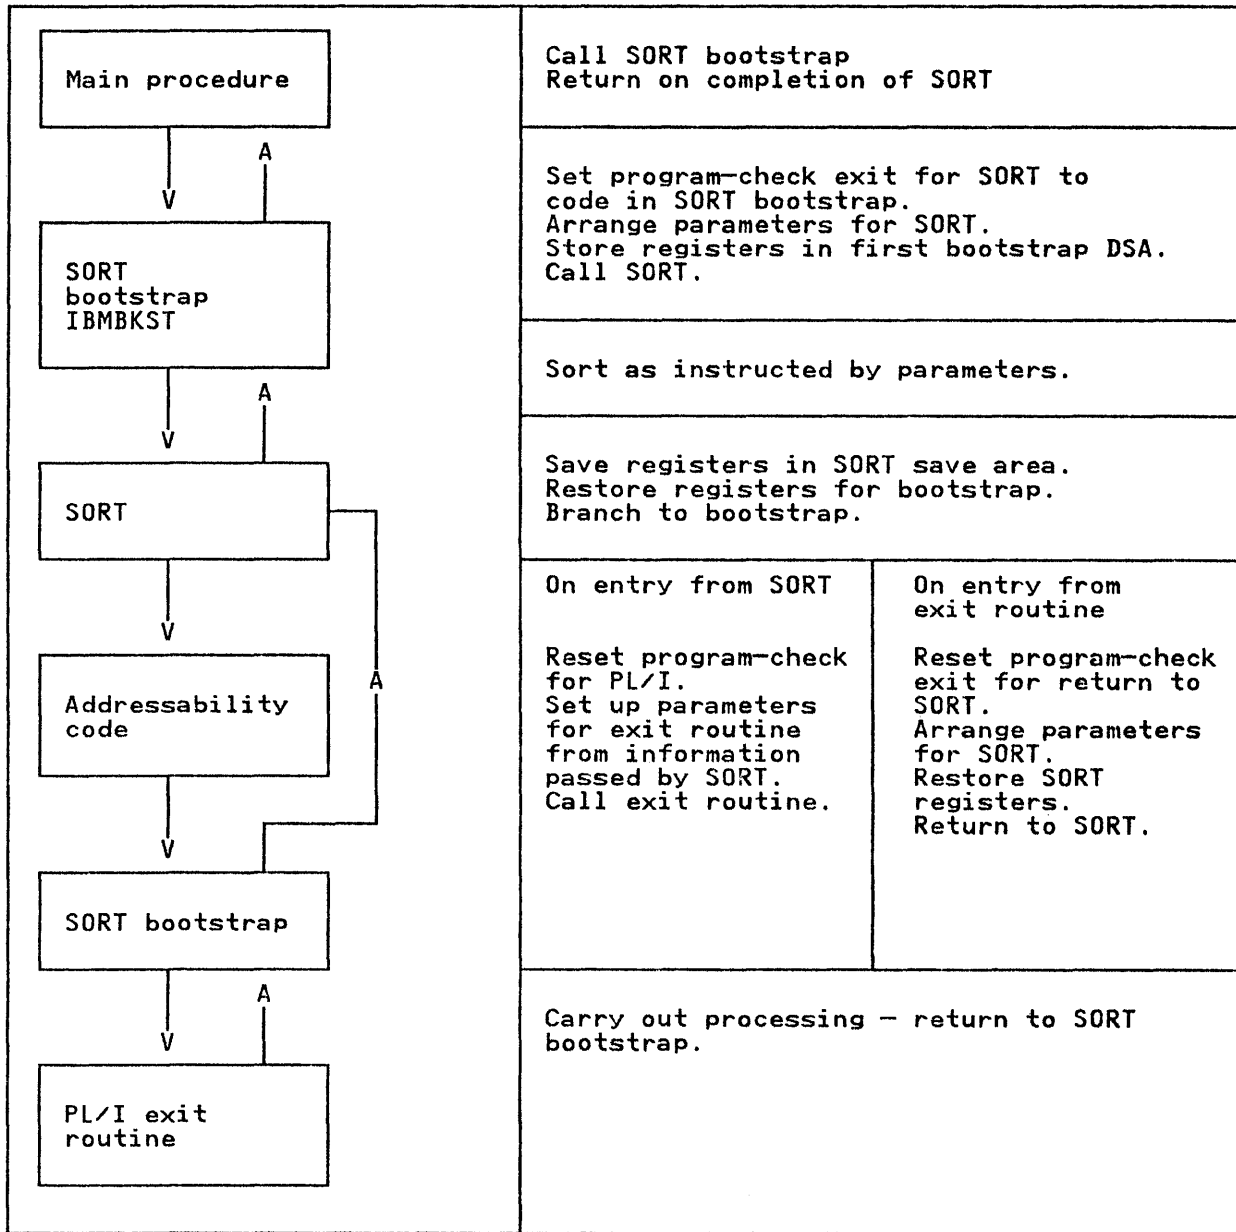 Main procedure
Call SORT bootstrap
Return on completion of SORT
A
V
Set program-check exit for SORT to
code in SORT bootstrap.
Arrange parameters for SORT.
Store registers in first bootstrap DSA.
Call SORT.
SORT
bootstrap
IBMBKST
Sort as instructed by parameters.
A
V
SORT
Save registers in SORT save area.
Restore registers for bootstrap.
Branch to bootstrap.
V
A
Addressability
code
On entry from SORT
Reset program-check
for PL/I.
Set up parameters
for exit routine
from information
passed by SORT.
Call exit routine.
On entry from
exit routine
Reset program-check
exit for return to
SORT.
Arrange parameters
for SORT.
Restore SORT
registers.
Return to SORT.
V
SORT bootstrap
A
V
Carry out processing — return to SORT
bootstrap.
PL/I exit
routine